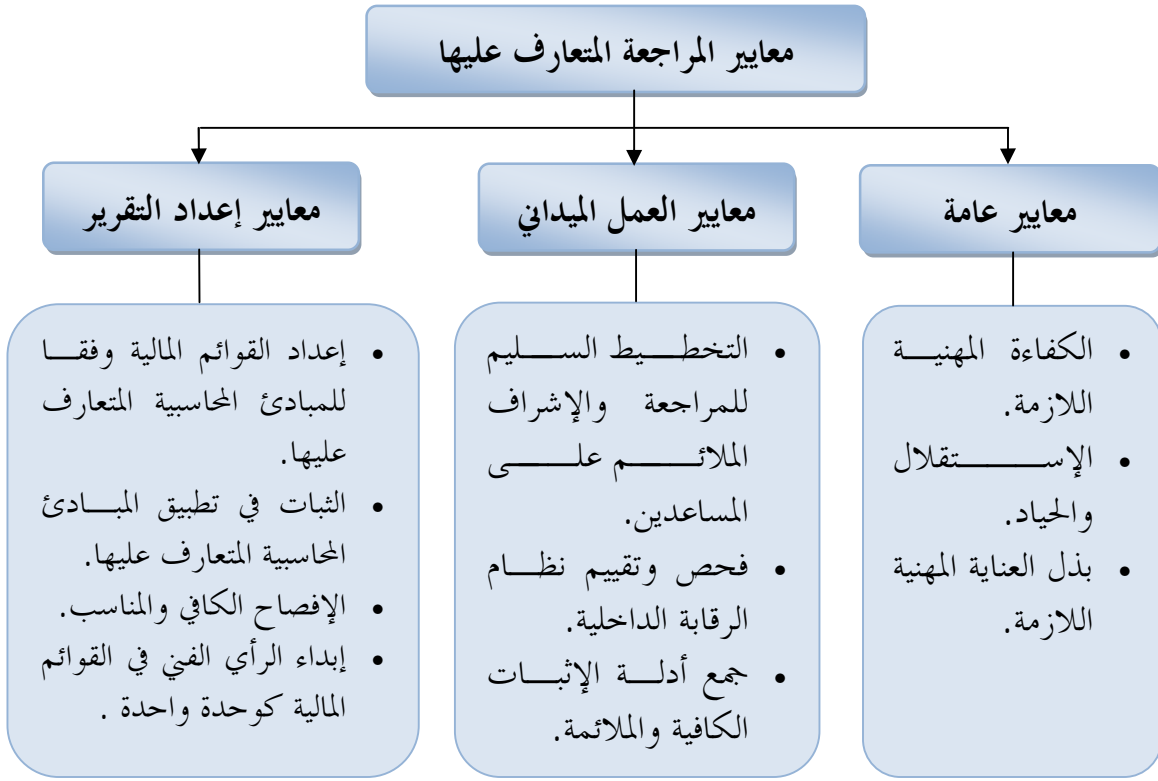 معايير المراجعة المتعارف عليها
معايير عامة
• الكفاءة المهنية
اللازمة.
• الإستقلال
والحياد.
• بذل العناية المهنية
اللازمة.
معايير العمل الميداني
• التخطيط السليم
للمراجعة والإشراف
الملائم على
المساعدين.
• فحص وتقييم نظام
الرقابة الداخلية.
• جمع أدلة الإثبات
الكافية والملائمة.
معايير إعداد التقرير
• إعداد القوائم المالية وفقا
للمبادئ المحاسبية المتعارف
عليها.
• الثبات في تطبيق المبادئ
المحاسبية المتعارف عليها.
• الإفصاح الكافي والمناسب.
• إبداء الرأي الفني في القوائم
المالية كوحدة واحدة .